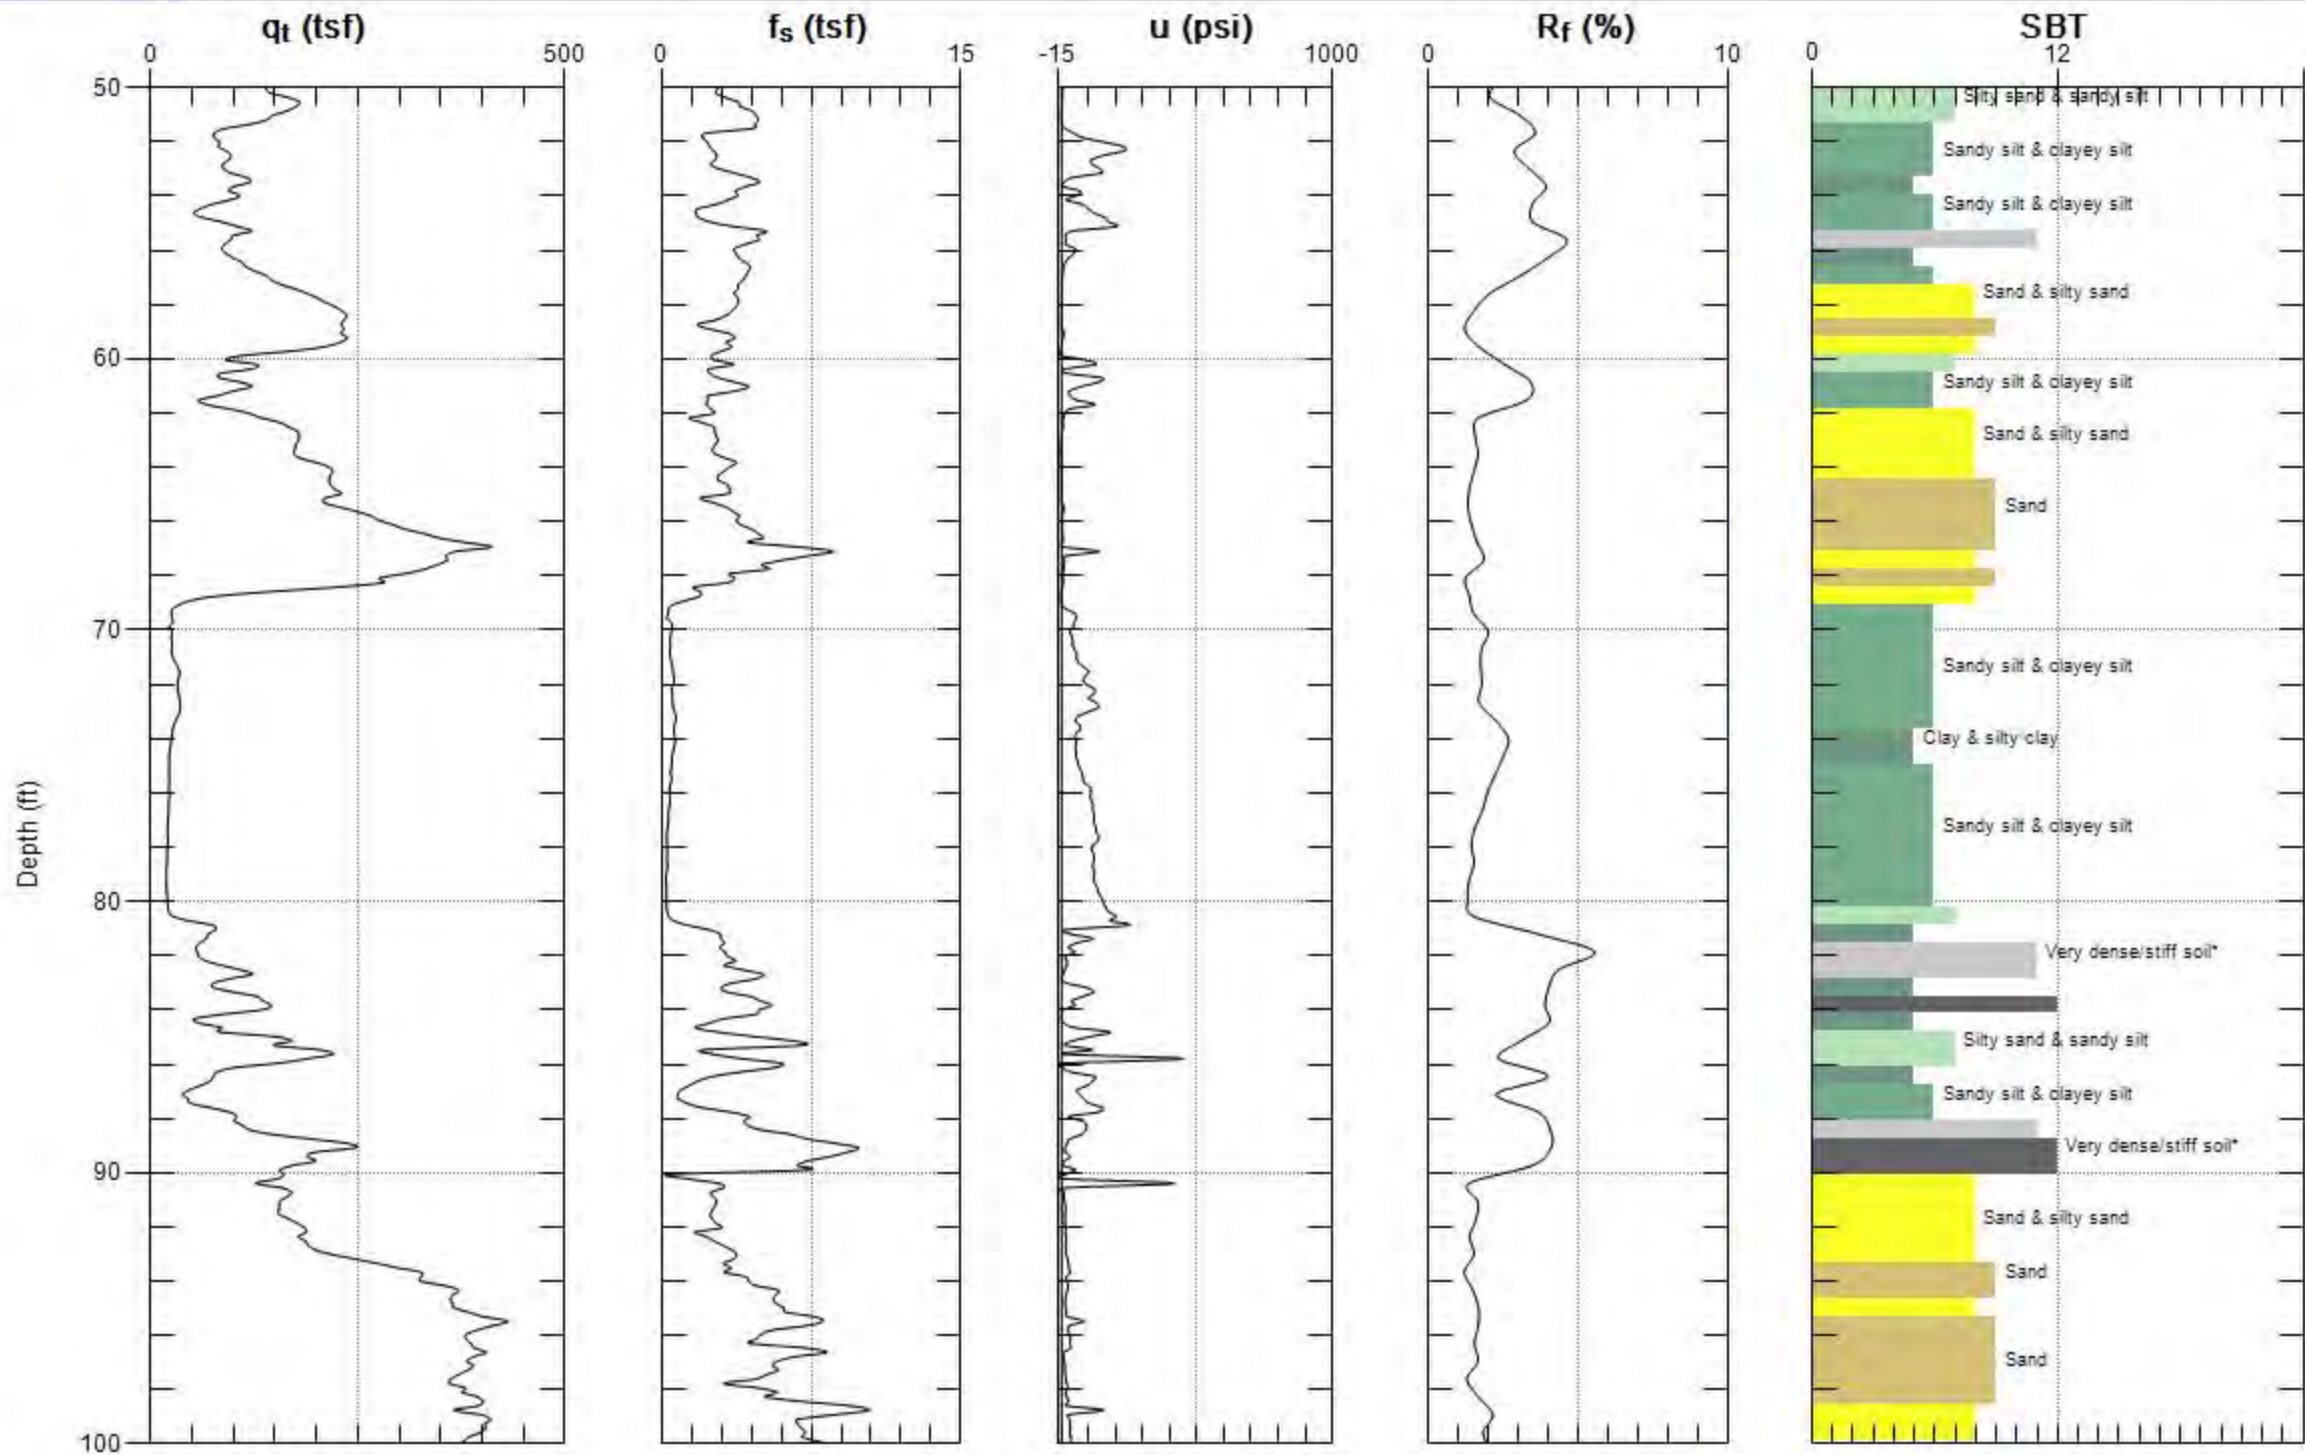 qt (tsf)
fs (tsf)
u (psi)
Rf (%)
SBT
0
500
0
15
-15
1000
0
10
0
12
50
Silty sand & sandy silt
Sandy silt & clayey silt
Sandy silt & clayey silt
Sand & silty sand
60
Sandy silt & clayey silt
Sand & silty sand
Sand
70
Sandy silt & clayey silt
Clay & silty clay
Depth (ft)
Sandy silt & clayey silt
80
Very dense/stiff soil*
Silty sand & sandy silt
Sandy silt & clayey silt
Very dense/stiff soil*
90
Sand & silty sand
Sand
Sand
100